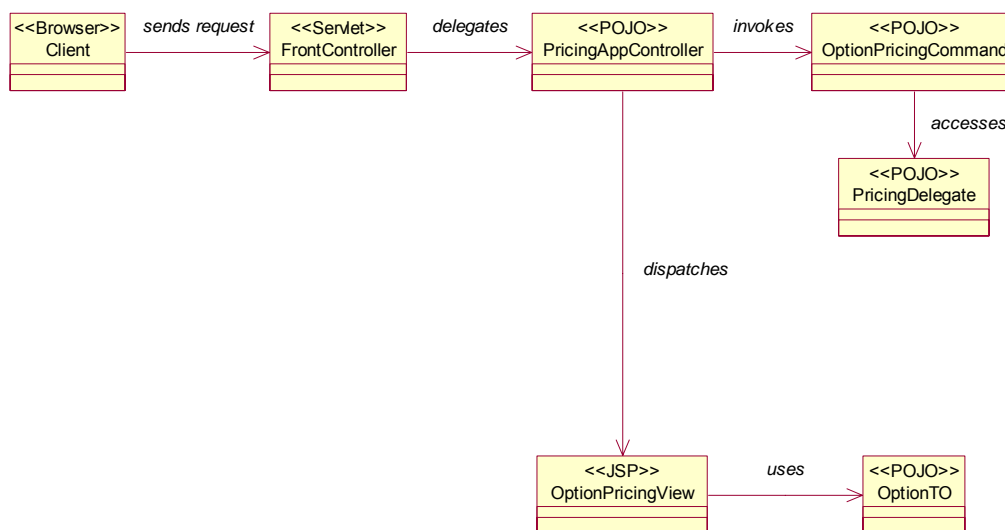 <<Browser>>
Client
sends request
<<Servlet>>
FrontController
delegates
<<POJO>>
PricingAppController
invokes
<<POJO>>
OptionPricingCommand
accesses
<<POJO>>
PricingDelegate
dispatches
<<JSP>>
OptionPricingView
uses
<<POJO>>
OptionTO